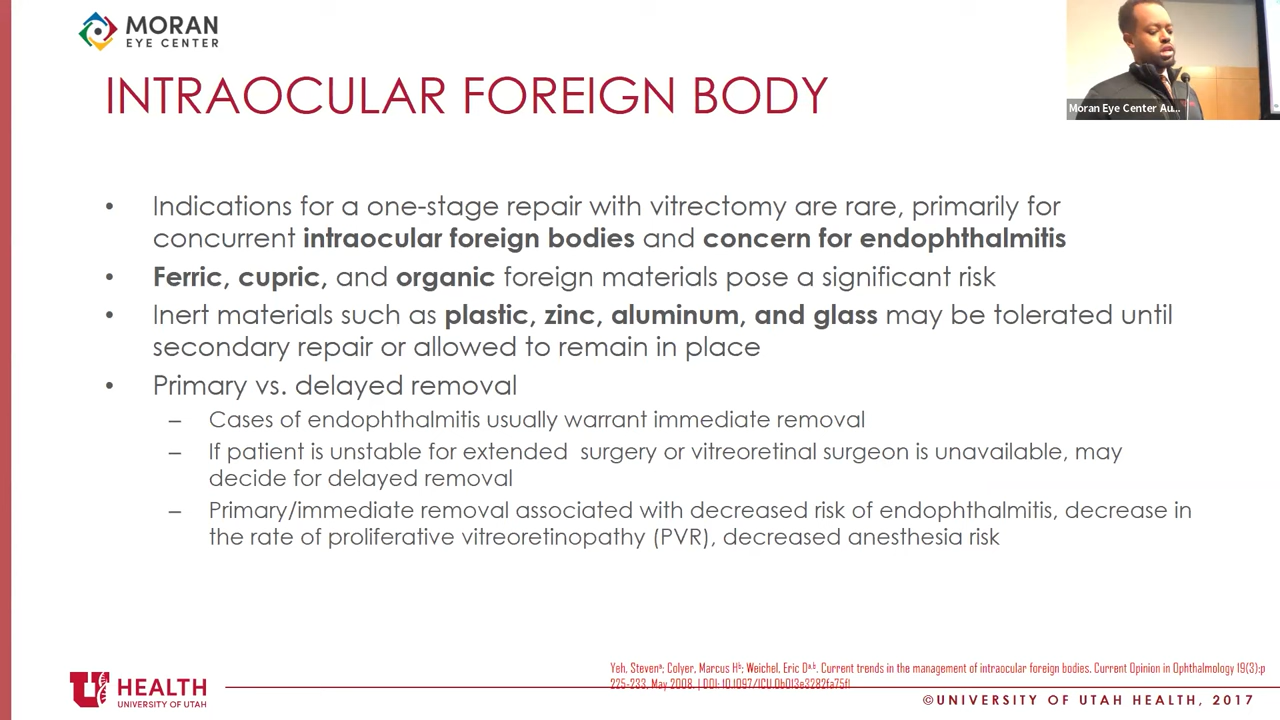 MORAN
EYE CENTER
INTRAOCULAR FOREIGN BODY
Moran Eye Center Au...
• Indications for a one-stage repair with vitrectomy are rare, primarily for
concurrent intraocular foreign bodies and concern for endophthalmitis
• Ferric, cupric, and organic foreign materials pose a significant risk
• Inert materials such as plastic, zinc, aluminum, and glass may be tolerated until
secondary repair or allowed to remain in place
• Primary vs. delayed removal
– Cases of endophthalmitis usually warrant immediate removal
– If patient is unstable for extended surgery or vitreoretinal surgeon is unavailable, may
decide for delayed removal
– Primary/immediate removal associated with decreased risk of endophthalmitis, decrease in
the rate of proliferative vitreoretinopathy (PVR), decreased anesthesia risk
Yeh, Stevenª; Colyer, Marcus Hᵇ; Weichel, Eric Dª,ᵇ. Current trends in the management of intraocular foreign bodies. Current Opinion in Ophthalmology 19(3):p
225-233, May 2008. | DOI: 10.1097/ICU.0b013e3282fa75f1
U HEALTH
UNIVERSITY OF UTAH
©UNIVERSITY OF UTAH HEALTH, 2017